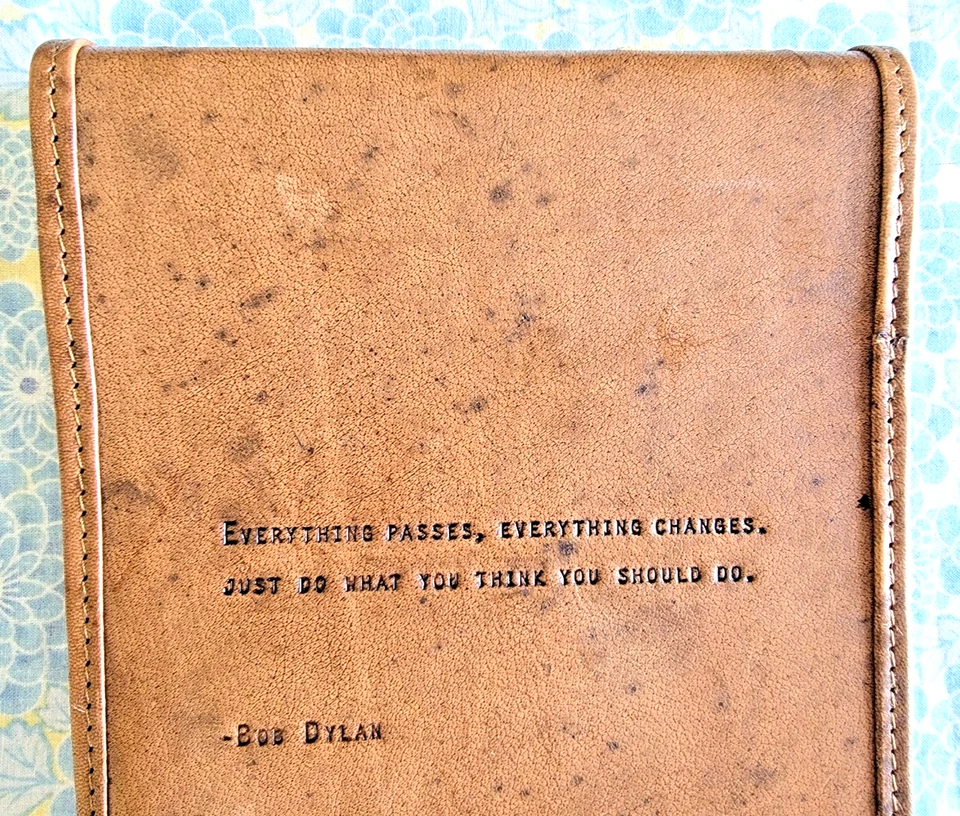 Everything passes, everything changes.
just do what you think you should do.
-Bob Dylan